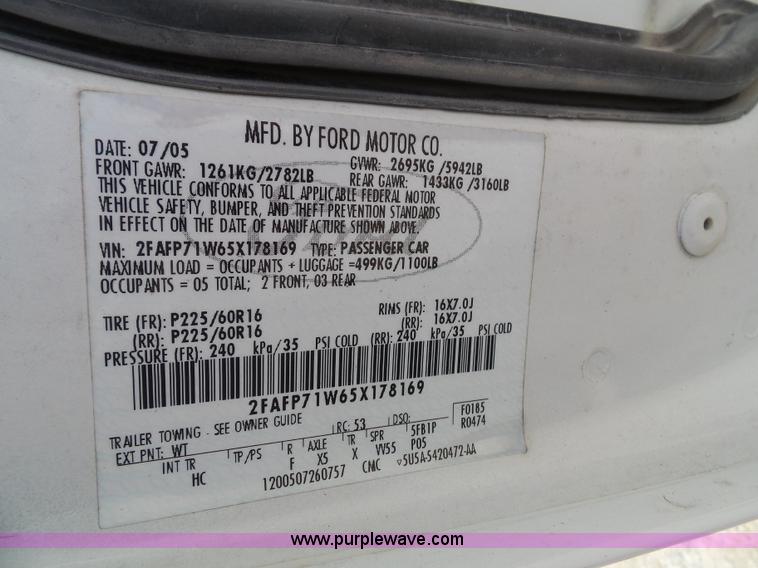 MFD. BY FORD MOTOR CO.
DATE: 07/05 GVWR: 2695KG/5942LB
FRONT GAWR: 1261KG/2782LB REAR GAWR: 1433KG/3160LB
THIS VEHICLE CONFORMS TO ALL APPLICABLE FEDERAL MOTOR
VEHICLE SAFETY, BUMPER, AND THEFT PREVENTION STANDARDS
IN EFFECT ON THE DATE OF MANUFACTURE SHOWN ABOVE.
VIN: 2FAFP71W65X178169 TYPE: PASSENGER CAR
MAXIMUM LOAD = OCCUPANTS + LUGGAGE =499KG/1100LB
OCCUPANTS = 05 TOTAL; 2 FRONT, 03 REAR
TIRE (FR): P225/60R16 RIMS (FR): 16X7.0J
(RR): P225/60R16 (RR): 16X7.0J
PRESSURE (FR): 240 kPa/35 PSI COLD (RR): 240 kPa/35 PSI COLD
2FAFP71W65X178169
TRAILER TOWING - SEE OWNER GUIDE RC: 53 DSO: F0185
EXT PNT: WT 5FB1P R0474
INT TR TP/PS R AXLE TR SPR POS
HC F X5 X VV55
1200507260757 CMC ▽5U5A-5420472-AA
Ford
www.purplewave.com